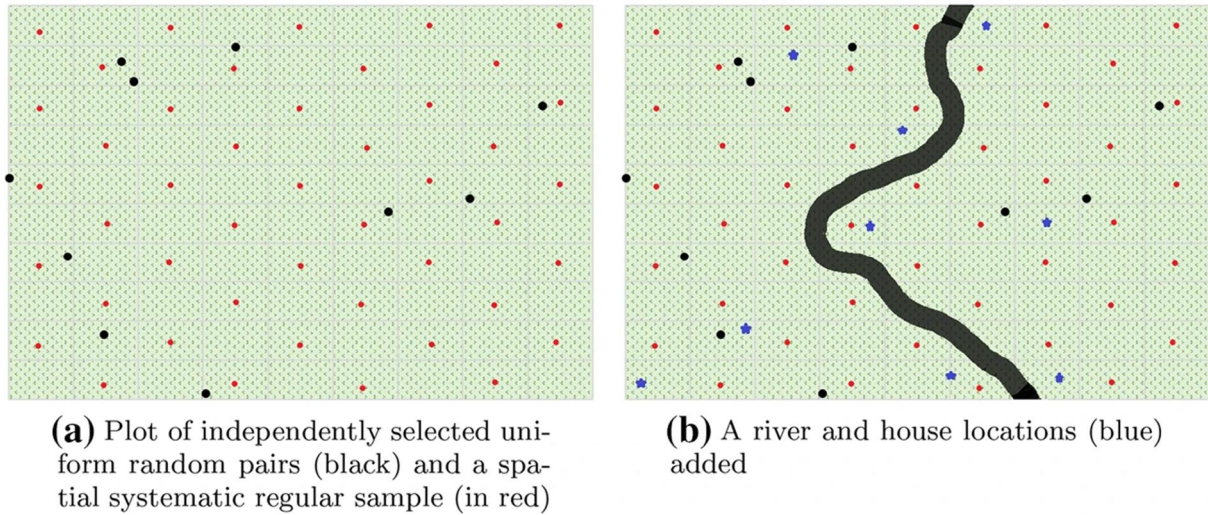 (a) Plot of independently selected uni-
form random pairs (black) and a spa-
tial systematic regular sample (in red)
(b) A river and house locations (blue)
added